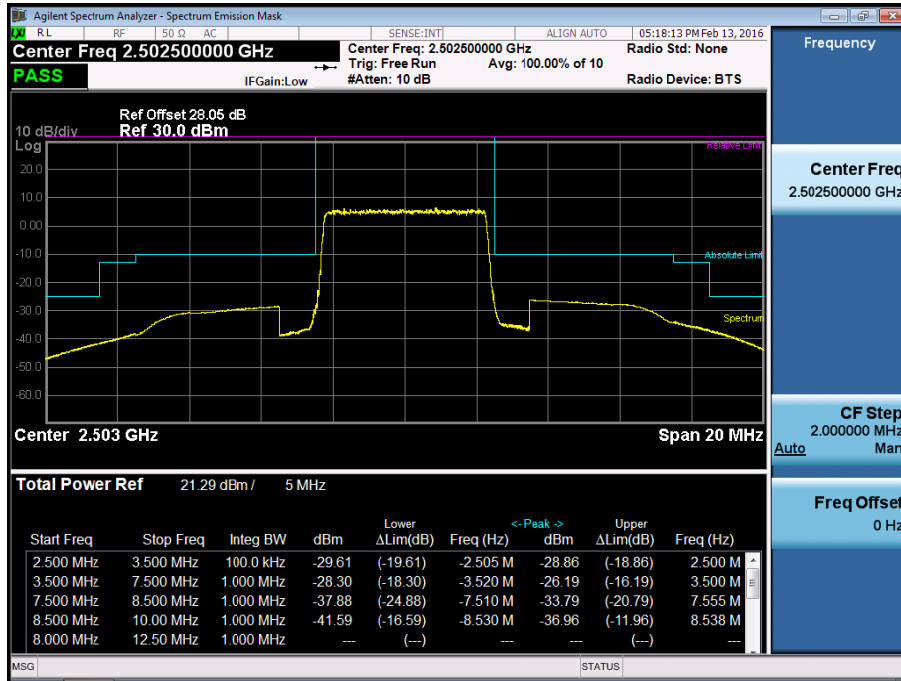 Agilent Spectrum Analyzer - Spectrum Emission Mask
LXI RL RF 50 Ω AC SENSE:INT ALIGN AUTO 05:18:13 PM Feb 13, 2016
Center Freq 2.502500000 GHz
Center Freq: 2.502500000 GHz Radio Std: None
Trig: Free Run Avg: 100.00% of 10
PASS IFGain:Low #Atten: 10 dB Radio Device: BTS
Ref Offset 28.05 dB
10 dB/div Ref 30.0 dBm
Log
Relative Limit
20.0
10.0
0.00
-10.0
Absolute Limit
-20.0
-30.0
Spectrum
-40.0
-50.0
-60.0
Center 2.503 GHz Span 20 MHz
Total Power Ref 21.29 dBm / 5 MHz
Lower <- Peak -> Upper
Start Freq Stop Freq Integ BW dBm ΔLim(dB) Freq (Hz) dBm ΔLim(dB) Freq (Hz)
2.500 MHz 3.500 MHz 100.0 kHz -29.61 (-19.61) -2.505 M -28.86 (-18.86) 2.500 M
3.500 MHz 7.500 MHz 1.000 MHz -28.30 (-18.30) -3.520 M -26.19 (-16.19) 3.500 M
7.500 MHz 8.500 MHz 1.000 MHz -37.88 (-24.88) -7.510 M -33.79 (-20.79) 7.555 M
8.500 MHz 10.00 MHz 1.000 MHz -41.59 (-16.59) -8.530 M -36.96 (-11.96) 8.538 M
8.000 MHz 12.50 MHz 1.000 MHz --- (---) --- --- (---) ---
MSG STATUS
Frequency
Center Freq
2.502500000 GHz
CF Step
2.000000 MHz
Auto Man
Freq Offset
0 Hz